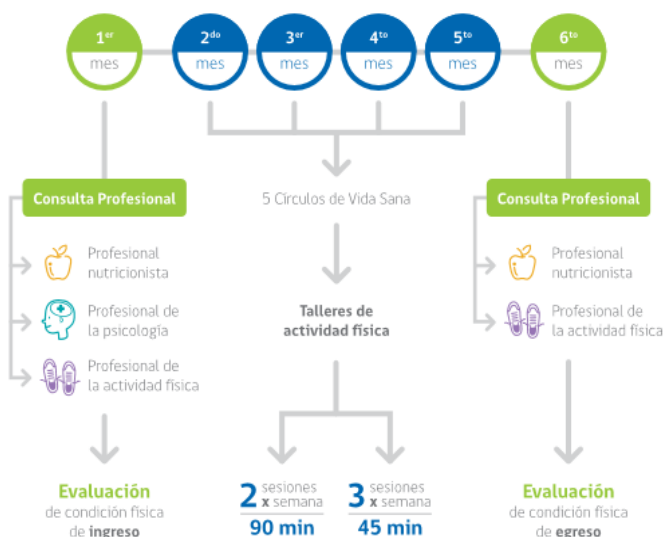 1er
mes
2do
mes
3er
mes
4to
mes
5to
mes
6to
mes
Consulta Profesional
Profesional
nutricionista
Profesional de
la psicología
Profesional de
la actividad física
Evaluación
de condición física
de ingreso
5 Círculos de Vida Sana
Talleres de
actividad física
2 sesiones
x semana
90 min
3 sesiones
x semana
45 min
Consulta Profesional
Profesional
nutricionista
Profesional de
la actividad física
Evaluación
de condición física
de egreso